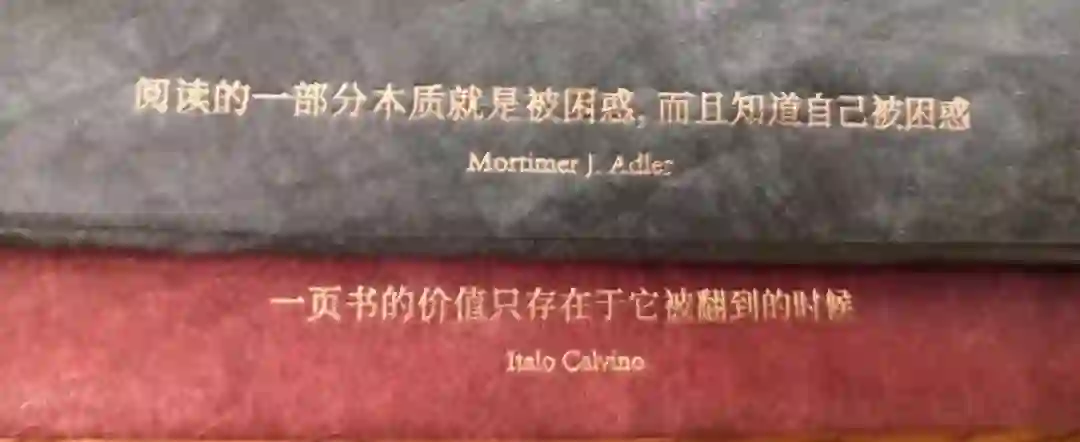 阅读的一部分本质就是被困惑, 而且知道自己被困惑
Mortimer J. Adler
一页书的价值只存在于它被翻到的时候
Italo Calvino